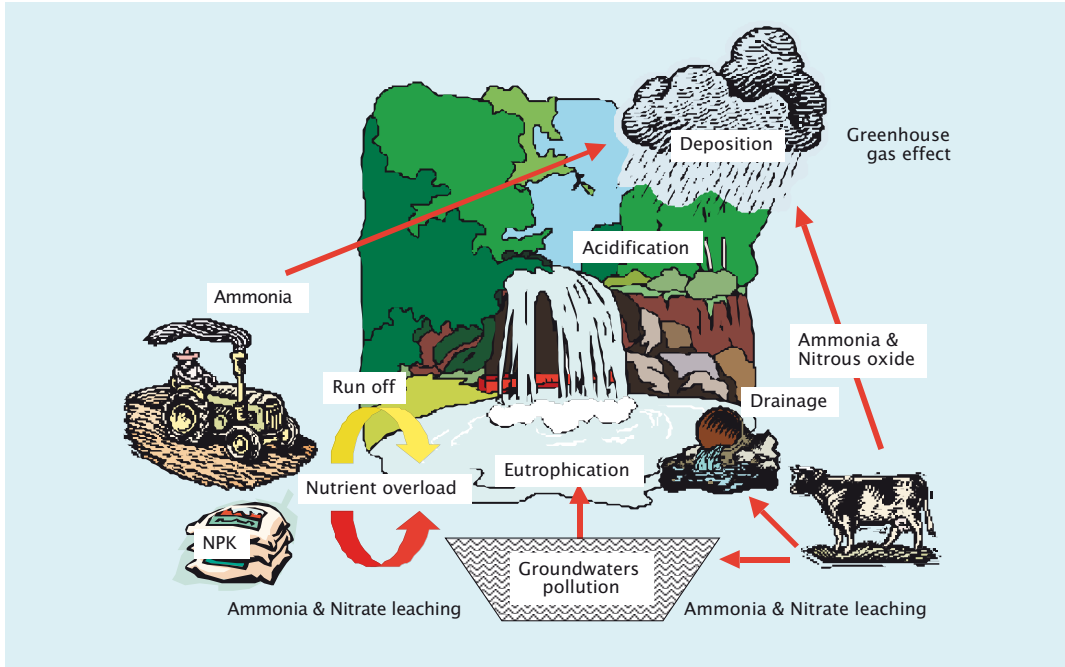 Deposition
Greenhouse
gas effect
Acidification
Ammonia
Ammonia &
Nitrous oxide
Run off
Drainage
Eutrophication
Nutrient overload
NPK
Groundwaters
pollution
Ammonia & Nitrate leaching
Ammonia & Nitrate leaching